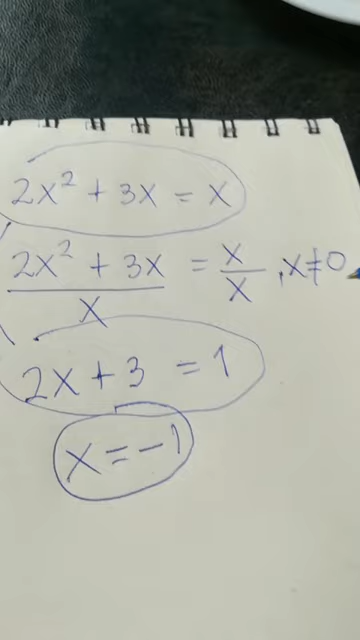 2x² + 3x = x
(2x² + 3x)/x = x/x , x ≠ 0
2x + 3 = 1
x = -1